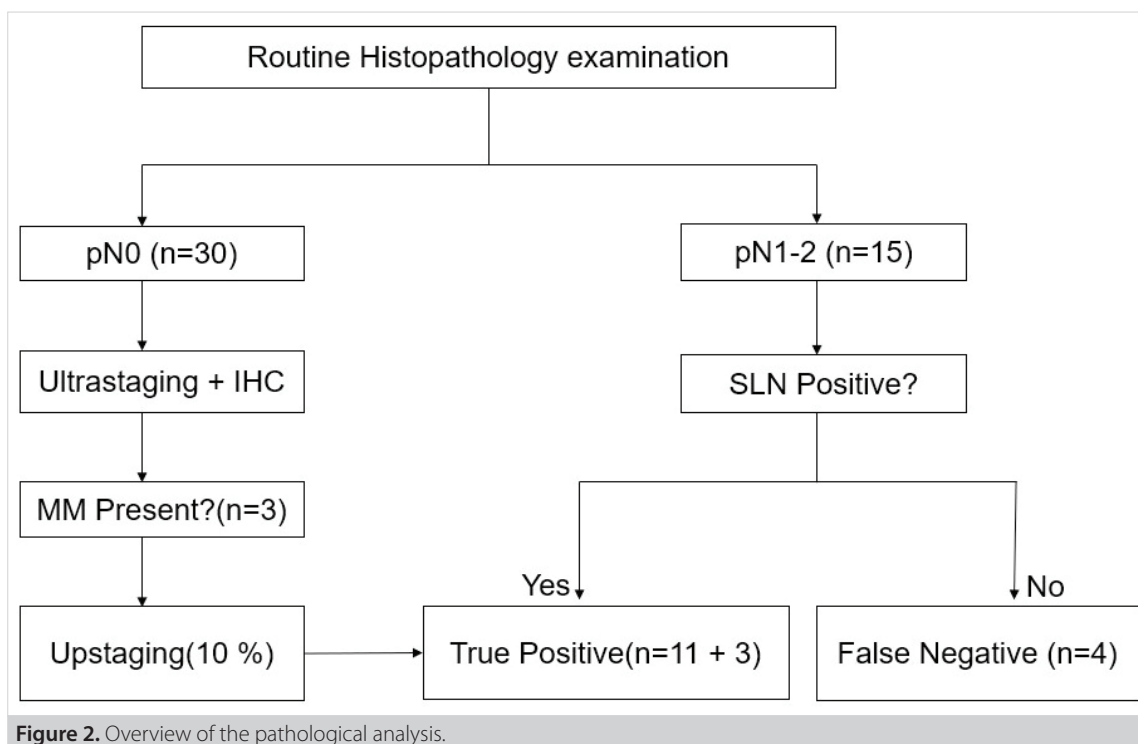 Routine Histopathology examination
pN0 (n=30)
pN1-2 (n=15)
Ultrastaging + IHC
SLN Positive?
MM Present?(n=3)
Yes
No
Upstaging(10 %)
True Positive(n=11 + 3)
False Negative (n=4)
Figure 2. Overview of the pathological analysis.